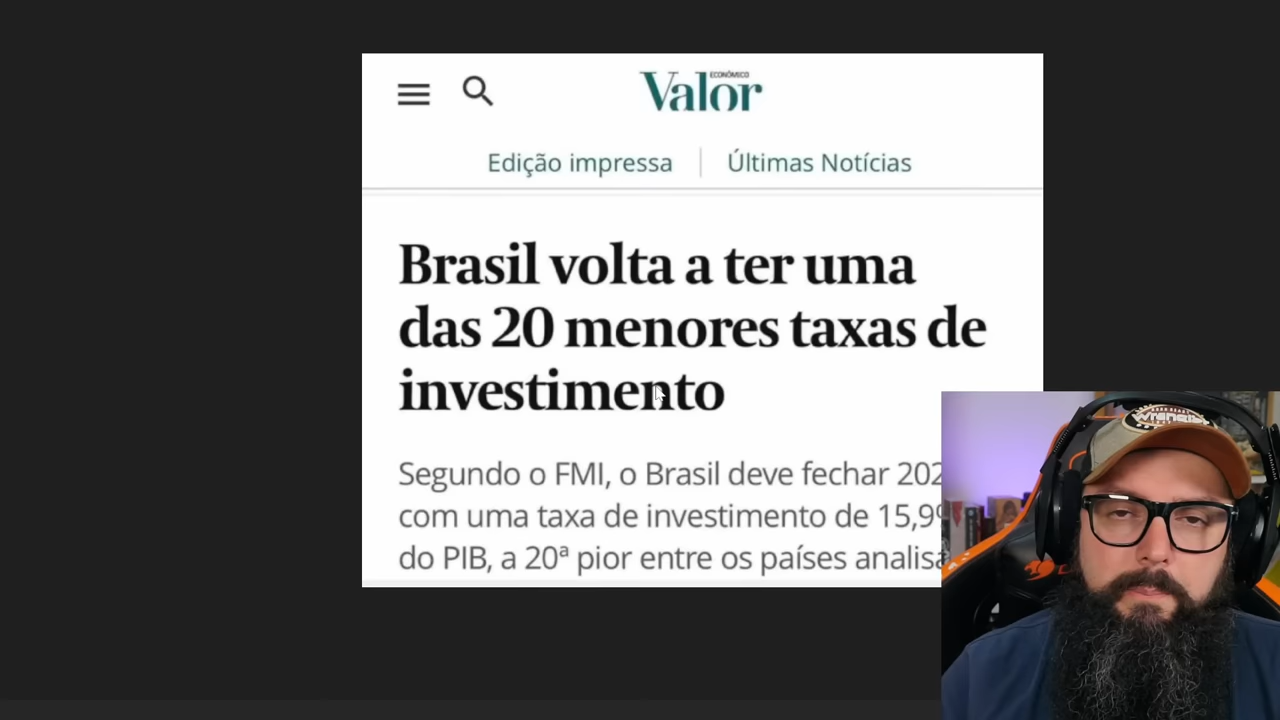 ECONÔMICO
Valor
Edição impressa | Últimas Notícias
Brasil volta a ter uma
das 20 menores taxas de
investimento
Segundo o FMI, o Brasil deve fechar
com uma taxa de investimento de
do PIB, a 20ª pior entre os países
Wrangler